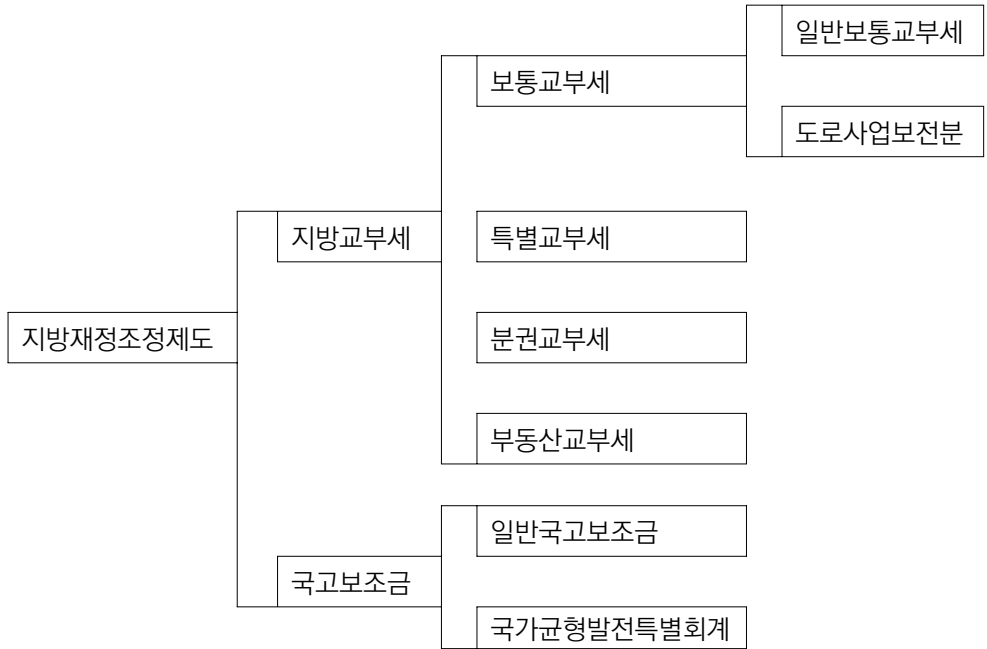 일반보통교부세
보통교부세
도로사업보전분
지방교부세
특별교부세
지방재정조정제도
분권교부세
부동산교부세
일반국고보조금
국고보조금
국가균형발전특별회계